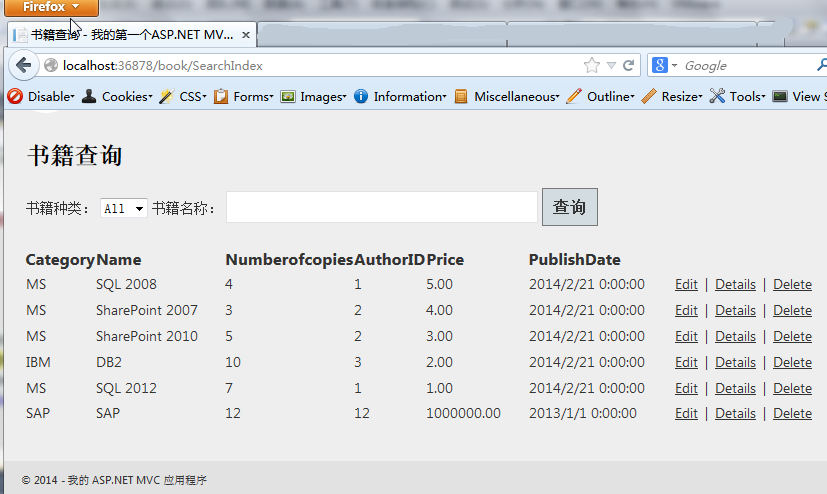 Firefox
书籍查询 - 我的第一个ASP.NET MV... ×
localhost:36878/book/SearchIndex
Google
Disable Cookies CSS Forms Images Information Miscellaneous Outline Resize Tools View
书籍查询
书籍种类： All 书籍名称： 查询
Category Name Numberofcopies AuthorID Price PublishDate
MS SQL 2008 4 1 5.00 2014/2/21 0:00:00 Edit | Details | Delete
MS SharePoint 2007 3 2 4.00 2014/2/21 0:00:00 Edit | Details | Delete
MS SharePoint 2010 5 2 3.00 2014/2/21 0:00:00 Edit | Details | Delete
IBM DB2 10 3 2.00 2014/2/21 0:00:00 Edit | Details | Delete
MS SQL 2012 7 1 1.00 2014/2/21 0:00:00 Edit | Details | Delete
SAP SAP 12 12 1000000.00 2013/1/1 0:00:00 Edit | Details | Delete
© 2014 - 我的 ASP.NET MVC 应用程序